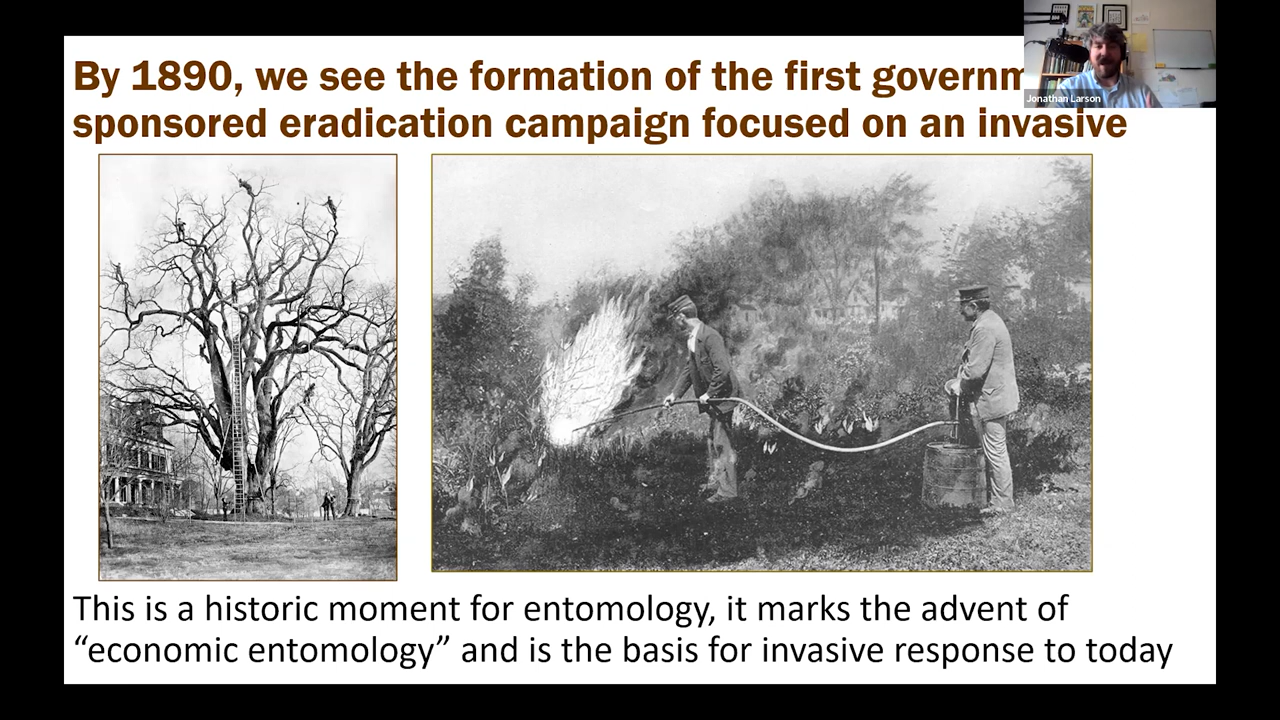 By 1890, we see the formation of the first governm
Jonathan Larson
sponsored eradication campaign focused on an invasive
This is a historic moment for entomology, it marks the advent of
“economic entomology” and is the basis for invasive response to today